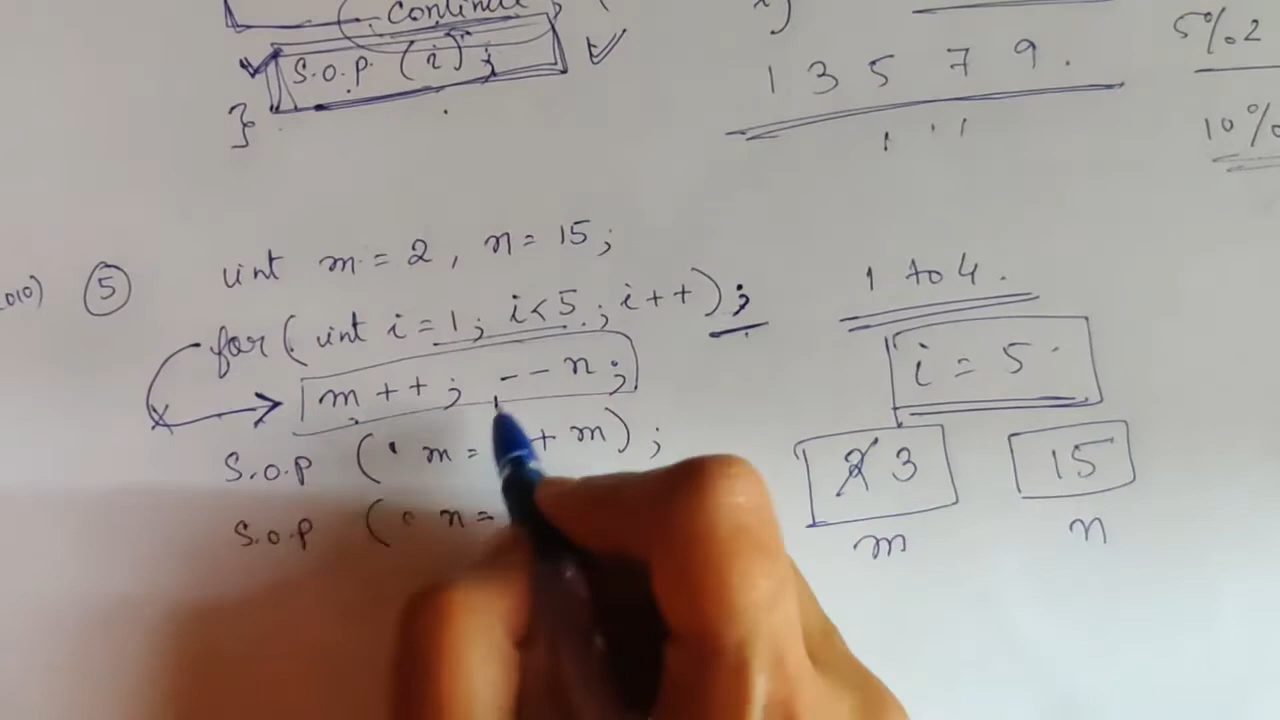 continue ;
S.o.p (i) ;
}
1 3 5 7 9 .
5%2
10%
010) ⑤ int m = 2 , n = 15 ;
for ( int i = 1 ; i < 5 ; i++ ) ;
m++ ; --n ;
S.o.p ( " m = + m ) ;
S.o.p ( " n =
1 to 4 .
i = 5
2 3
m
15
n